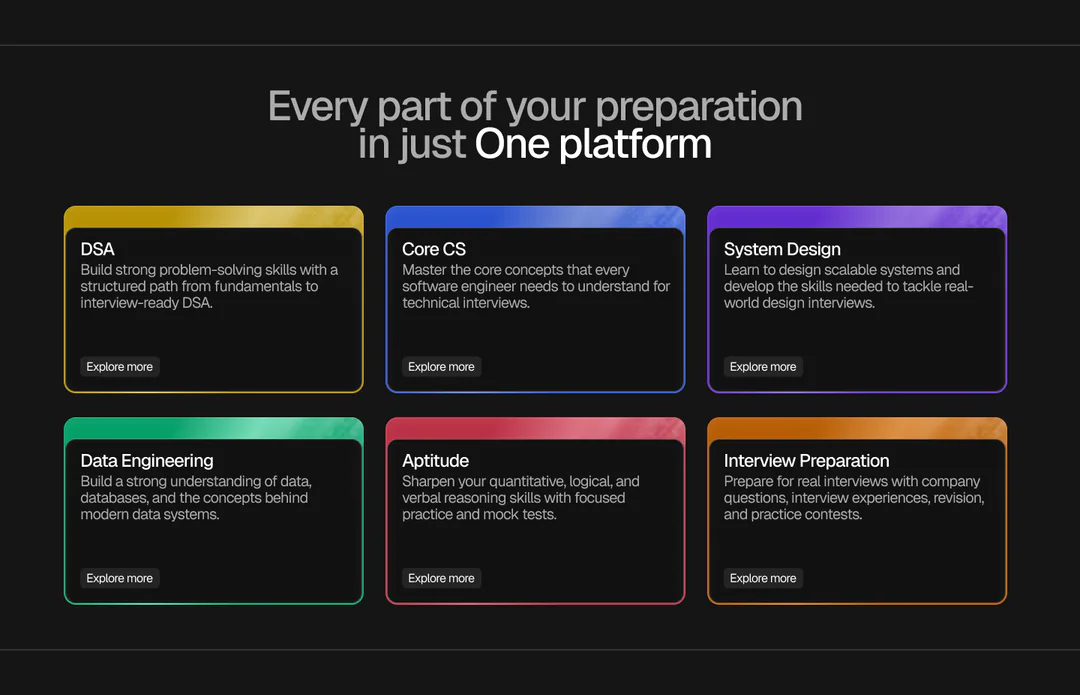 Every part of your preparation
in just One platform
DSA
Build strong problem-solving skills with a
structured path from fundamentals to
interview-ready DSA.
Explore more
Core CS
Master the core concepts that every
software engineer needs to understand for
technical interviews.
Explore more
System Design
Learn to design scalable systems and
develop the skills needed to tackle real-
world design interviews.
Explore more
Data Engineering
Build a strong understanding of data,
databases, and the concepts behind
modern data systems.
Explore more
Aptitude
Sharpen your quantitative, logical, and
verbal reasoning skills with focused
practice and mock tests.
Explore more
Interview Preparation
Prepare for real interviews with company
questions, interview experiences, revision,
and practice contests.
Explore more